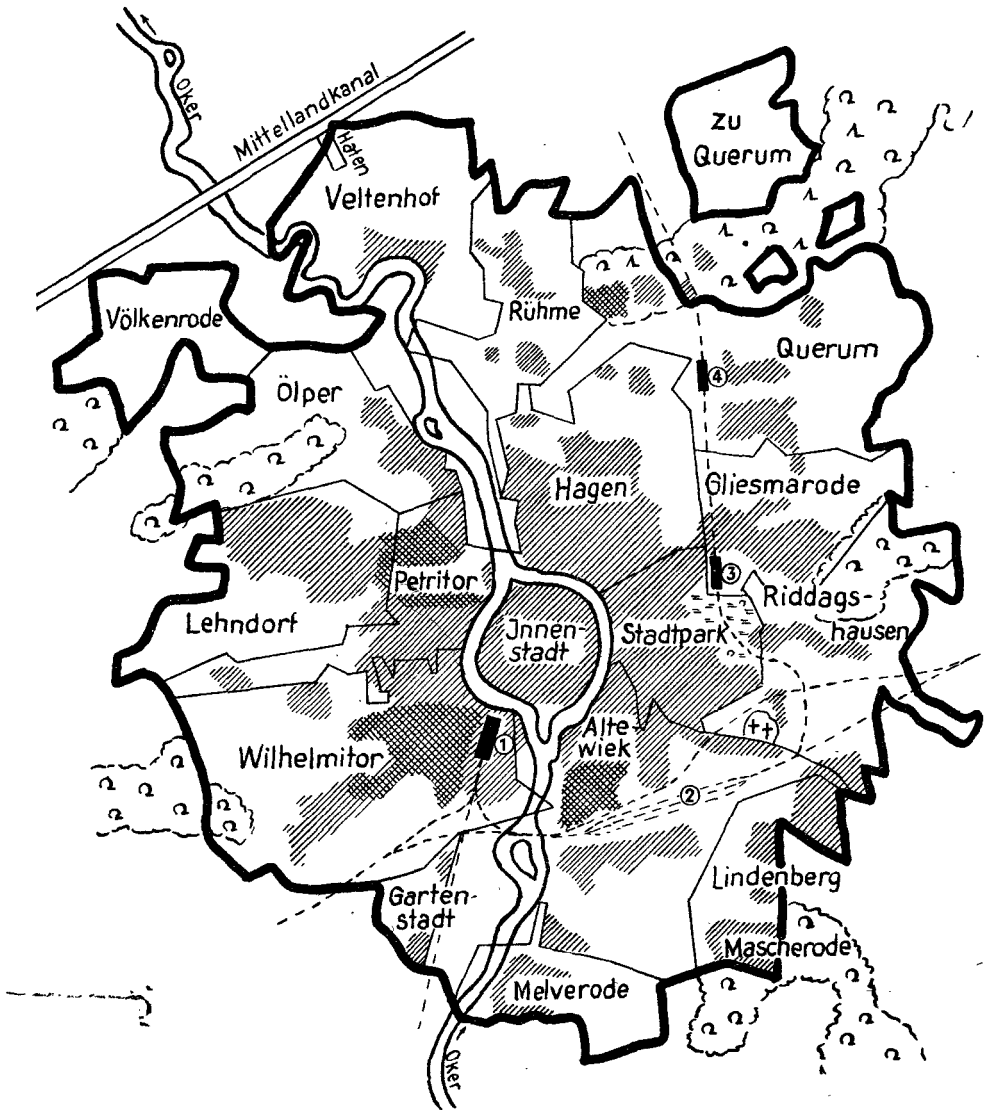 Oker
Mittellandkanal
Hafen
Veltenhof
zu
Querum
Völkenrode
Rühme
Querum
Ölper
④
Hagen
Gliesmarode
Petritor
③
Riddags-
hausen
Lehndorf
Jnnen-
stadt
Stadtpark
Wilhelmitor
①
Alte
wiek
②
Garten-
stadt
Lindenberg
Mascherode
Melverode
Oker